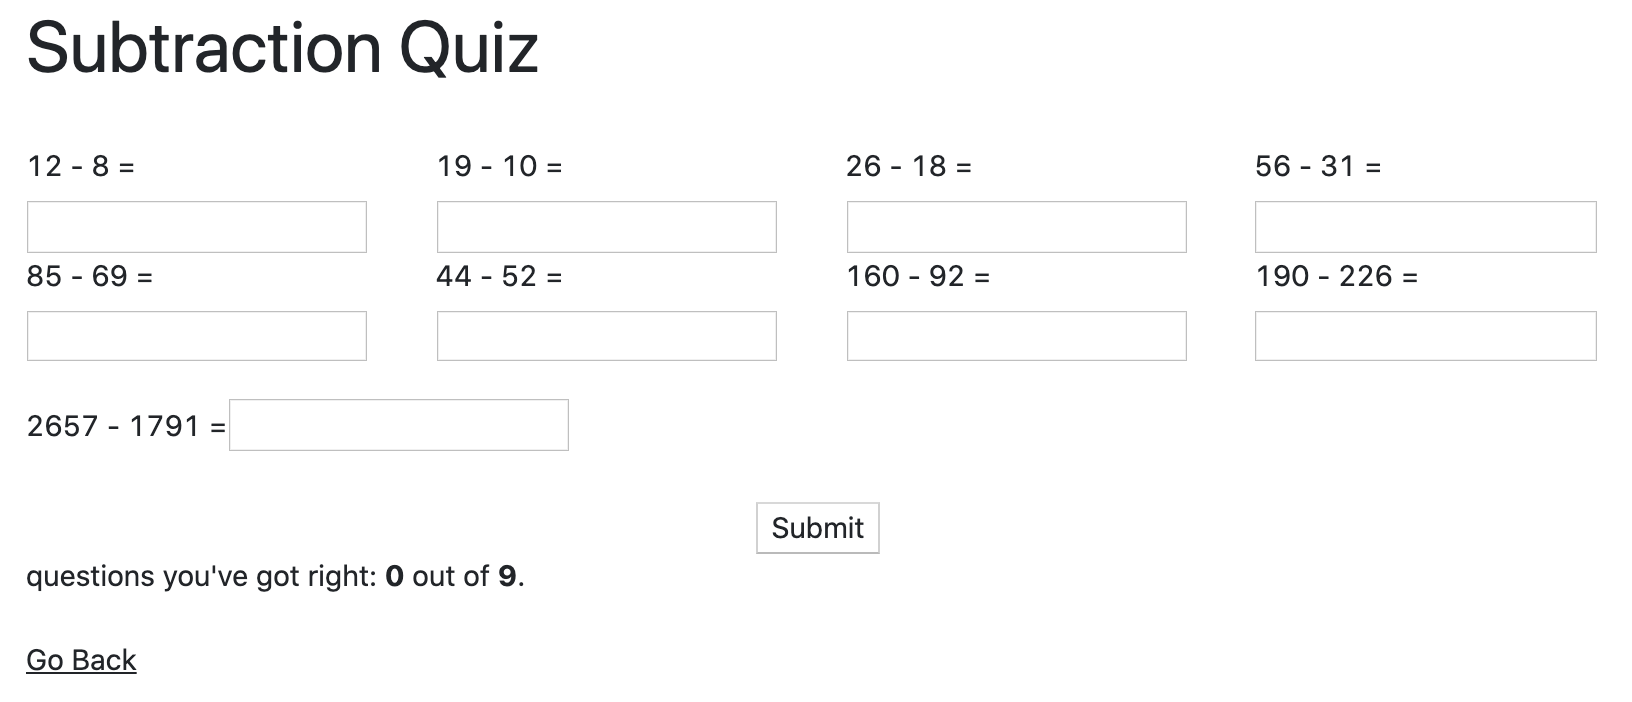 Subtraction Quiz
12 - 8 =
19 - 10 =
26 - 18 =
56 - 31 =
85 - 69 =
44 - 52 =
160 - 92 =
190 - 226 =
2657 - 1791 =
Submit
questions you've got right: 0 out of 9.
Go Back